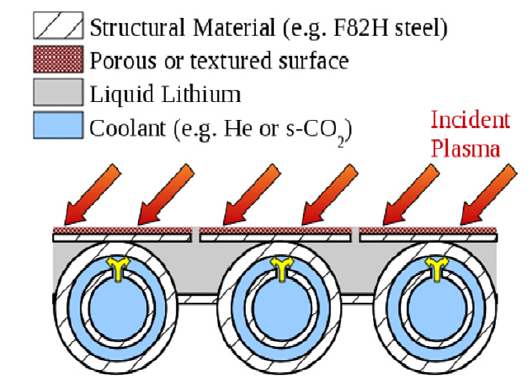 Structural Material (e.g. F82H steel)
Porous or textured surface
Liquid Lithium
Coolant (e.g. He or s-CO₂)
Incident
Plasma